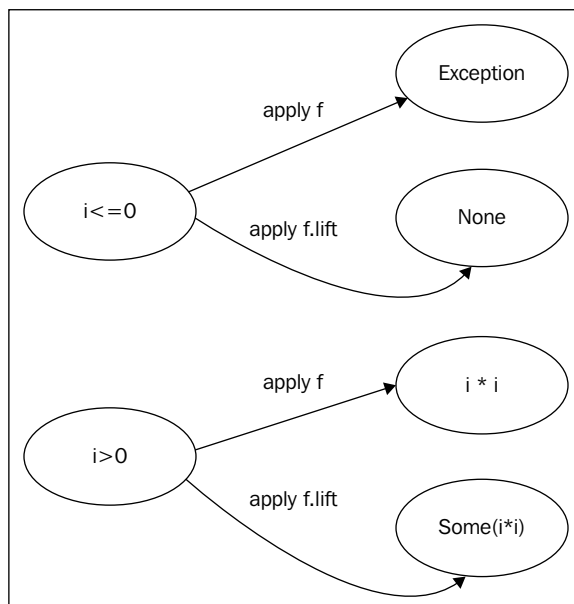 Exception
apply f
i<=0
None
apply f.lift
apply f
i * i
i>0
apply f.lift
Some(i*i)